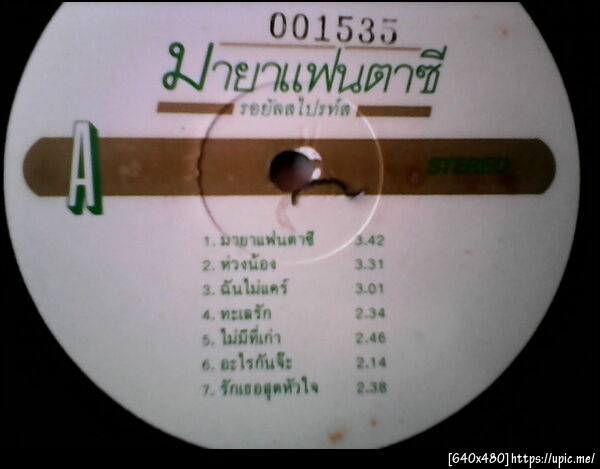 001535
มายาแฟนตาซี
รอยัลสไปรท์ส
A
STEREO
1. มายาแฟนตาซี 3.42
2. ห่วงน้อง 3.31
3. ฉันไม่แคร์ 3.01
4. ทะเลรัก 2.34
5. ไม่มีที่เก่า 2.46
6. อะไรกันจ๊ะ 2.14
7. รักเธอสุดหัวใจ 2.38
[640x480]https://upic.me/